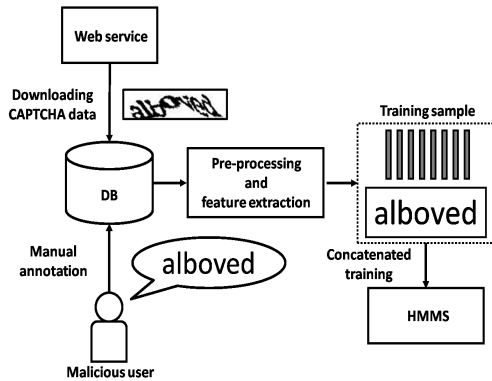 Web service
Downloading
CAPTCHA data
Training sample
DB
Pre-processing
and
feature extraction
alboved
Manual
annotation
alboved
Concatenated
training
HMMS
Malicious user